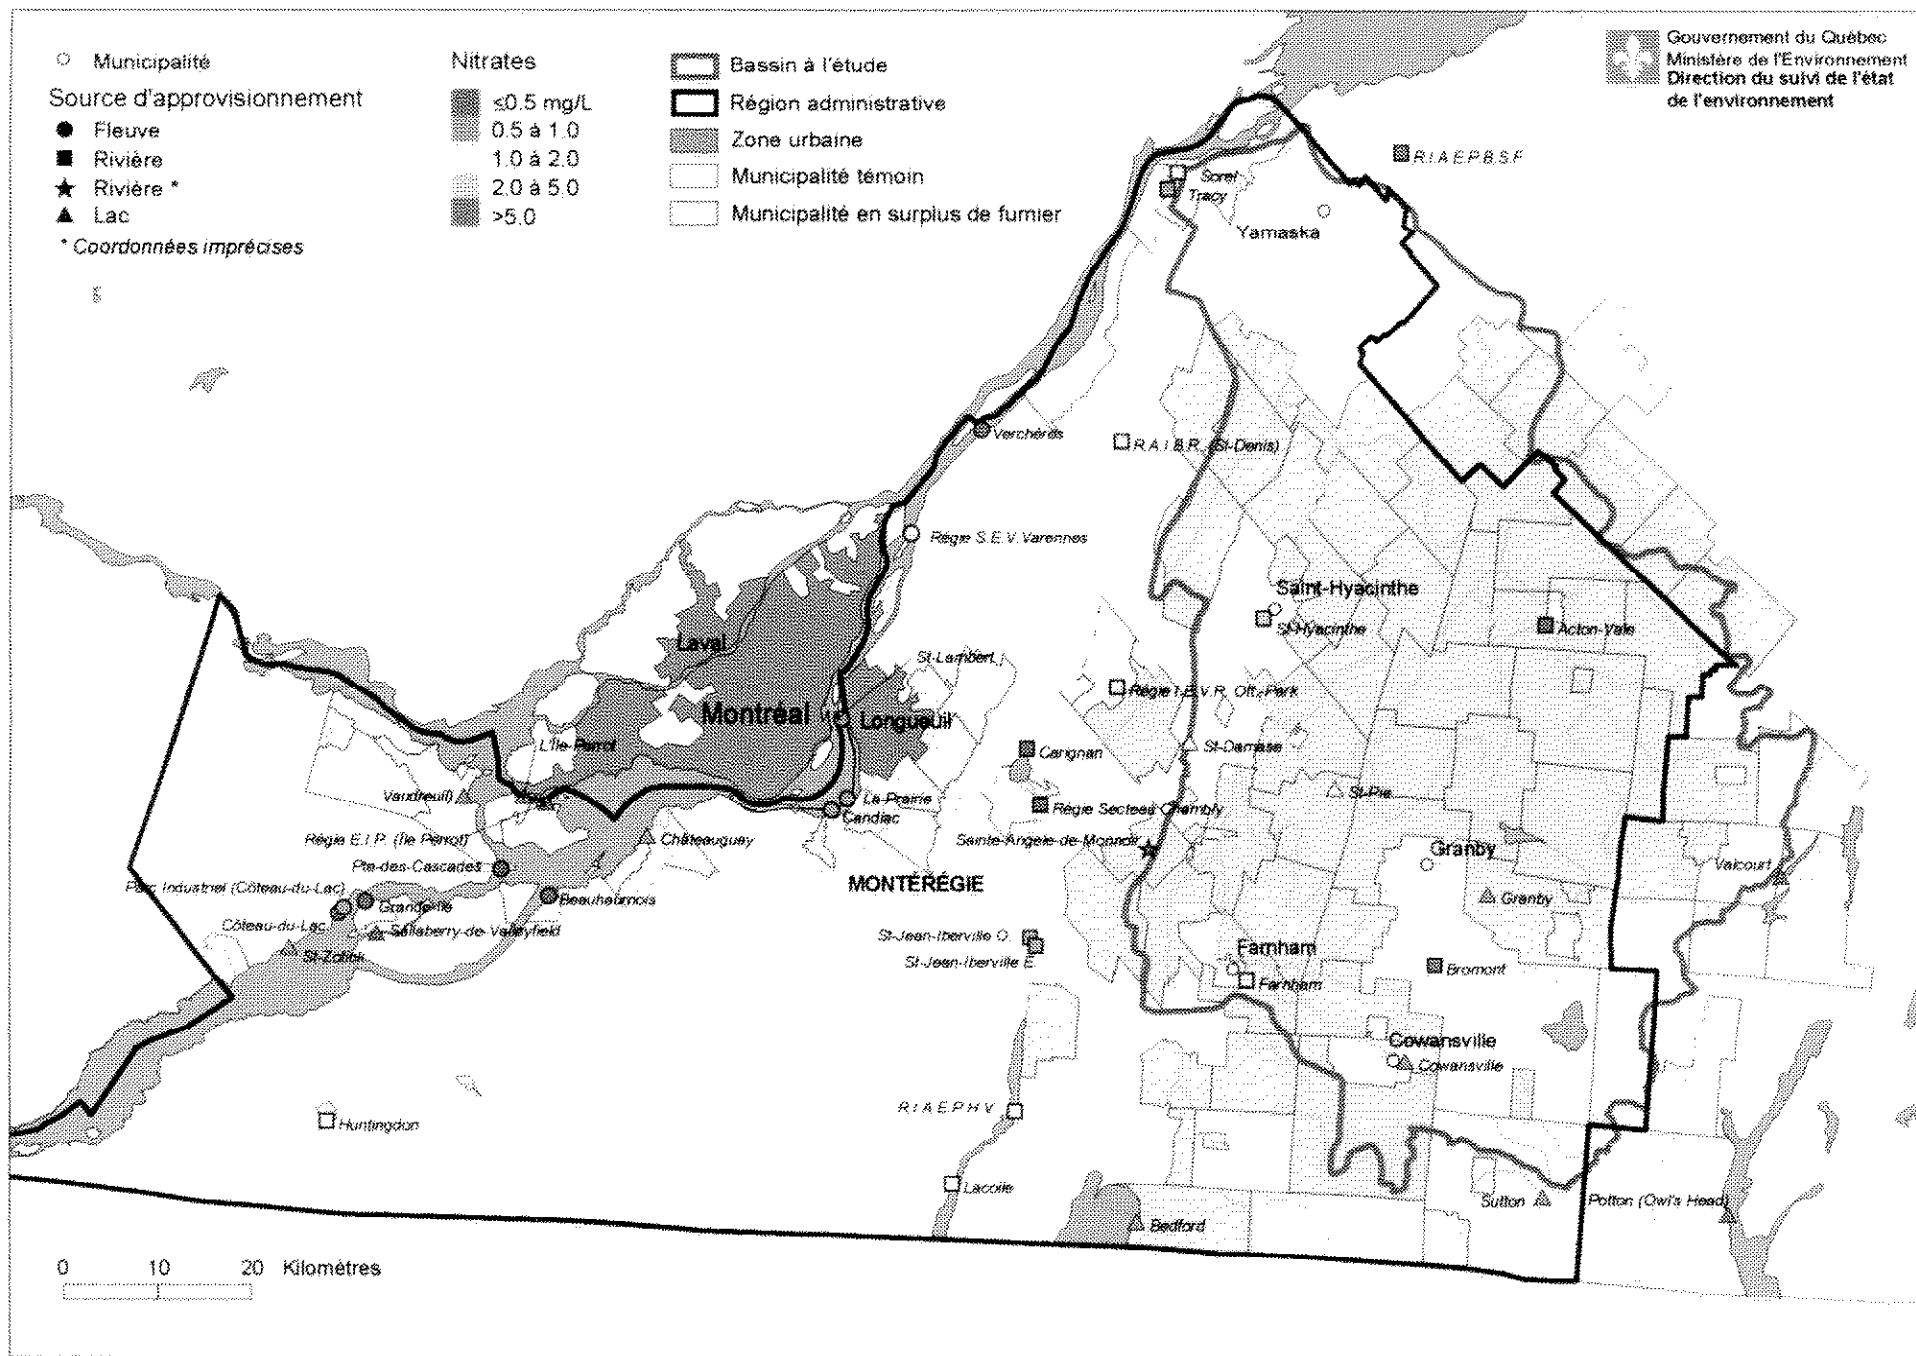 Municipalité
Source d'approvisionnement
Fleuve
Rivière
Rivière *
Lac
* Coordonnées imprécises
Nitrates
≤0.5 mg/L
0.5 à 1.0
1.0 à 2.0
2.0 à 5.0
>5.0
Bassin à l'étude
Région administrative
Zone urbaine
Municipalité témoin
Municipalité en surplus de fumier
Gouvernement du Québec
Ministère de l'Environnement
Direction du suivi de l'état
de l'environnement
R.I.A.E.P.B.S.F.
Sorel
Tracy
Yamaska
Verchères
R.A.I.B.R. (St-Denis)
Régie S.E.V. Varennes
Saint-Hyacinthe
St-Hyacinthe
Acton-Vale
Laval
St-Lambert
Régie I.E.V.R. Ott.-Park
Montréal
Longueuil
L'Île-Perrot
Carignan
St-Damase
Vaudreuil
La Prairie
Candiac
St-Pie
Régie Secteau Chambly
Régie E.I.P. (Île Perrot)
Châteauguay
Sainte-Angèle-de-Monnoir
Granby
Pte-des-Cascades
Valcourt
MONTÉRÉGIE
Parc Industriel (Côteau-du-Lac)
Grande-Île
Beauharnois
Granby
Côteau-du-Lac
Salaberry-de-Valleyfield
St-Zotique
St-Jean-Iberville O.
St-Jean-Iberville E.
Farnham
Farnham
Bromont
Cowansville
Cowansville
R.I.A.E.P.H.V.
Huntingdon
Lacolle
Sutton
Potton (Owl's Head)
Bedford
0 10 20 Kilomètres